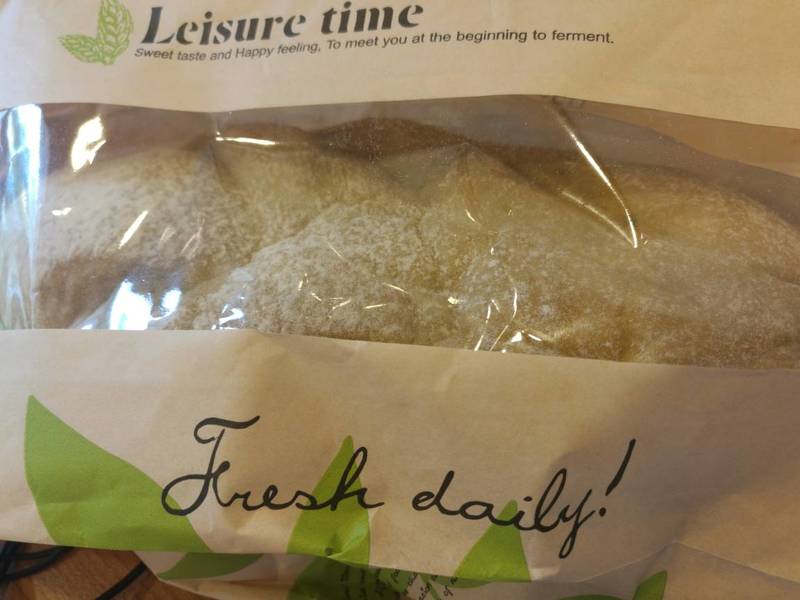 Leisure time
Sweet taste and Happy feeling, To meet you at the beginning to ferment.
Fresh daily!